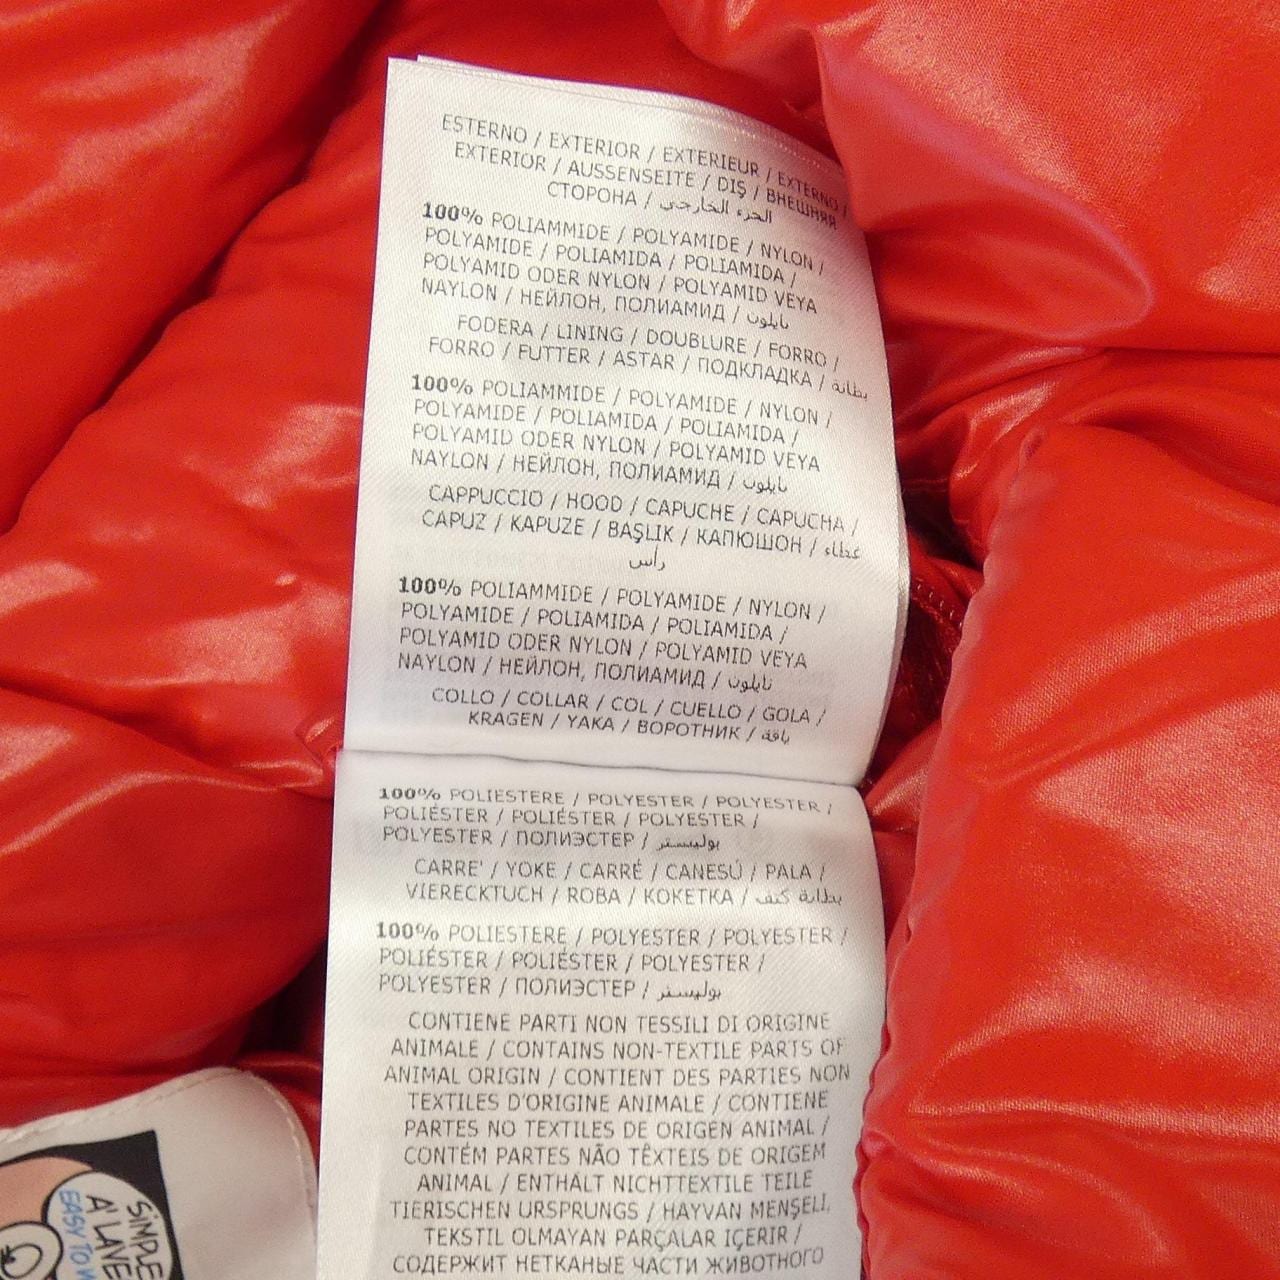 ESTERNO / EXTERIOR / EXTERIEUR / EXTERNO /
EXTERIOR / AUSSENSEITE / DIŞ / ВНЕШНЯЯ
СТОРОНА / الجزء الخارجي
100% POLIAMMIDE / POLYAMIDE / NYLON /
POLYAMIDE / POLIAMIDA / POLIAMIDA /
POLYAMID ODER NYLON / POLYAMID VEYA
NAYLON / НЕЙЛОН, ПОЛИАМИД / نايلون
FODERA / LINING / DOUBLURE / FORRO /
FORRO / FUTTER / ASTAR / ПОДКЛАДКА / بطانة
100% POLIAMMIDE / POLYAMIDE / NYLON /
POLYAMIDE / POLIAMIDA / POLIAMIDA /
POLYAMID ODER NYLON / POLYAMID VEYA
NAYLON / НЕЙЛОН, ПОЛИАМИД / نايلون
CAPPUCCIO / HOOD / CAPUCHE / CAPUCHA /
CAPUZ / KAPUZE / BAŞLIK / КАПЮШОН / غطاء
رأس
100% POLIAMMIDE / POLYAMIDE / NYLON /
POLYAMIDE / POLIAMIDA / POLIAMIDA /
POLYAMID ODER NYLON / POLYAMID VEYA
NAYLON / НЕЙЛОН, ПОЛИАМИД / نايلون
COLLO / COLLAR / COL / CUELLO / GOLA /
KRAGEN / YAKA / ВОРОТНИК / ياقة
100% POLIESTERE / POLYESTER / POLYESTER /
POLIÉSTER / POLIÉSTER / POLYESTER /
POLYESTER / ПОЛИЭСТЕР / بوليستر
CARRE' / YOKE / CARRÉ / CANESÚ / PALA /
VIERECKTUCH / ROBA / КОКЕТКА / بطانة كتف
100% POLIESTERE / POLYESTER / POLYESTER /
POLIÉSTER / POLIÉSTER / POLYESTER /
POLYESTER / ПОЛИЭСТЕР / بوليستر
CONTIENE PARTI NON TESSILI DI ORIGINE
ANIMALE / CONTAINS NON-TEXTILE PARTS OF
ANIMAL ORIGIN / CONTIENT DES PARTIES NON
TEXTILES D'ORIGINE ANIMALE / CONTIENE
PARTES NO TEXTILES DE ORIGEN ANIMAL /
CONTÉM PARTES NÃO TÊXTEIS DE ORIGEM
ANIMAL / ENTHÄLT NICHTTEXTILE TEILE
TIERISCHEN URSPRUNGS / HAYVAN MENŞELİ,
TEKSTIL OLMAYAN PARÇALAR IÇERIR /
СОДЕРЖИТ НЕТКАНЫЕ ЧАСТИ ЖИВОТНОГО
SIMPLE
A' LAVE
EASY TO